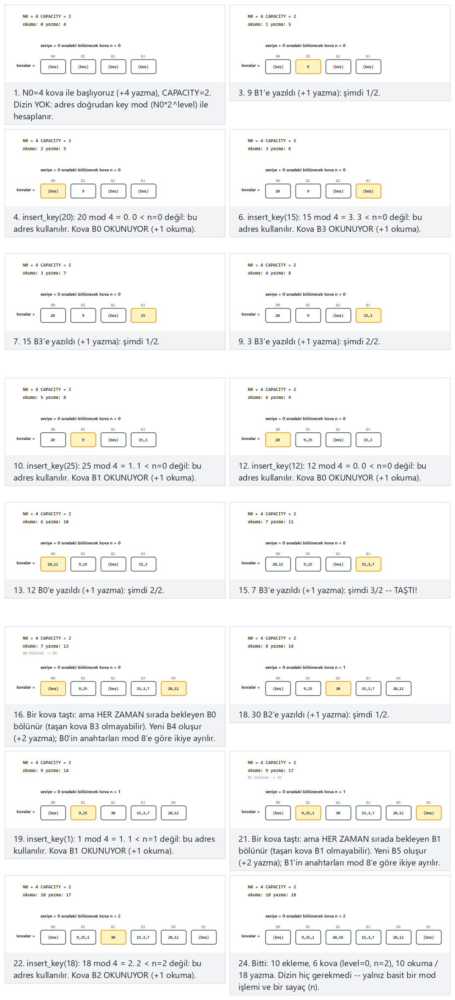 N0 = 4 CAPACITY = 2
okuma: 0 yazma: 4
seviye = 0 sıradaki bölünecek kova n = 0
B0 B1 B2 B3
kovalar = (boş) (boş) (boş) (boş)
1. N0=4 kova ile başlıyoruz (+4 yazma), CAPACITY=2.
Dizin YOK: adres doğrudan key mod (N0*2^level) ile
hesaplanır.
N0 = 4 CAPACITY = 2
okuma: 1 yazma: 5
seviye = 0 sıradaki bölünecek kova n = 0
B0 B1 B2 B3
kovalar = (boş) 9 (boş) (boş)
3. 9 B1'e yazıldı (+1 yazma): şimdi 1/2.
N0 = 4 CAPACITY = 2
okuma: 2 yazma: 5
seviye = 0 sıradaki bölünecek kova n = 0
B0 B1 B2 B3
kovalar = (boş) 9 (boş) (boş)
4. insert_key(20): 20 mod 4 = 0. 0 < n=0 değil: bu
adres kullanılır. Kova B0 OKUNUYOR (+1 okuma).
N0 = 4 CAPACITY = 2
okuma: 3 yazma: 6
seviye = 0 sıradaki bölünecek kova n = 0
B0 B1 B2 B3
kovalar = 20 9 (boş) (boş)
6. insert_key(15): 15 mod 4 = 3. 3 < n=0 değil: bu
adres kullanılır. Kova B3 OKUNUYOR (+1 okuma).
N0 = 4 CAPACITY = 2
okuma: 3 yazma: 7
seviye = 0 sıradaki bölünecek kova n = 0
B0 B1 B2 B3
kovalar = 20 9 (boş) 15
7. 15 B3'e yazıldı (+1 yazma): şimdi 1/2.
N0 = 4 CAPACITY = 2
okuma: 4 yazma: 8
seviye = 0 sıradaki bölünecek kova n = 0
B0 B1 B2 B3
kovalar = 20 9 (boş) 15,3
9. 3 B3'e yazıldı (+1 yazma): şimdi 2/2.
N0 = 4 CAPACITY = 2
okuma: 5 yazma: 8
seviye = 0 sıradaki bölünecek kova n = 0
B0 B1 B2 B3
kovalar = 20 9 (boş) 15,3
10. insert_key(25): 25 mod 4 = 1. 1 < n=0 değil: bu
adres kullanılır. Kova B1 OKUNUYOR (+1 okuma).
N0 = 4 CAPACITY = 2
okuma: 6 yazma: 9
seviye = 0 sıradaki bölünecek kova n = 0
B0 B1 B2 B3
kovalar = 20 9,25 (boş) 15,3
12. insert_key(12): 12 mod 4 = 0. 0 < n=0 değil: bu
adres kullanılır. Kova B0 OKUNUYOR (+1 okuma).
N0 = 4 CAPACITY = 2
okuma: 6 yazma: 10
seviye = 0 sıradaki bölünecek kova n = 0
B0 B1 B2 B3
kovalar = 20,12 9,25 (boş) 15,3
13. 12 B0'e yazıldı (+1 yazma): şimdi 2/2.
N0 = 4 CAPACITY = 2
okuma: 7 yazma: 11
seviye = 0 sıradaki bölünecek kova n = 0
B0 B1 B2 B3
kovalar = 20,12 9,25 (boş) 15,3,7
15. 7 B3'e yazıldı (+1 yazma): şimdi 3/2 -- TAŞTI!
N0 = 4 CAPACITY = 2
okuma: 7 yazma: 13
B0 bölündü -> B4
seviye = 0 sıradaki bölünecek kova n = 0
B0 B1 B2 B3 B4
kovalar = (boş) 9,25 (boş) 15,3,7 20,12
16. Bir kova taştı: ama HER ZAMAN sırada bekleyen B0
bölünür (taşan kova B3 olmayabilir). Yeni B4 oluşur
(+2 yazma); B0'in anahtarları mod 8'e göre ikiye ayrılır.
N0 = 4 CAPACITY = 2
okuma: 8 yazma: 14
seviye = 0 sıradaki bölünecek kova n = 1
B0 B1 B2 B3 B4
kovalar = (boş) 9,25 30 15,3,7 20,12
18. 30 B2'e yazıldı (+1 yazma): şimdi 1/2.
N0 = 4 CAPACITY = 2
okuma: 9 yazma: 14
seviye = 0 sıradaki bölünecek kova n = 1
B0 B1 B2 B3 B4
kovalar = (boş) 9,25 30 15,3,7 20,12
19. insert_key(1): 1 mod 4 = 1. 1 < n=1 değil: bu adres
kullanılır. Kova B1 OKUNUYOR (+1 okuma).
N0 = 4 CAPACITY = 2
okuma: 9 yazma: 17
B1 bölündü -> B5
seviye = 0 sıradaki bölünecek kova n = 1
B0 B1 B2 B3 B4 B5
kovalar = (boş) 9,25,1 30 15,3,7 20,12 (boş)
21. Bir kova taştı: ama HER ZAMAN sırada bekleyen B1
bölünür (taşan kova B1 olmayabilir). Yeni B5 oluşur
(+2 yazma); B1'in anahtarları mod 8'e göre ikiye ayrılır.
N0 = 4 CAPACITY = 2
okuma: 10 yazma: 17
seviye = 0 sıradaki bölünecek kova n = 2
B0 B1 B2 B3 B4 B5
kovalar = (boş) 9,25,1 30 15,3,7 20,12 (boş)
22. insert_key(18): 18 mod 4 = 2. 2 < n=2 değil: bu
adres kullanılır. Kova B2 OKUNUYOR (+1 okuma).
N0 = 4 CAPACITY = 2
okuma: 10 yazma: 18
seviye = 0 sıradaki bölünecek kova n = 2
B0 B1 B2 B3 B4 B5
kovalar = (boş) 9,25,1 30,18 15,3,7 20,12 (boş)
24. Bitti: 10 ekleme, 6 kova (level=0, n=2), 10 okuma /
18 yazma. Dizin hiç gerekmedi -- yalnız basit bir mod
işlemi ve bir sayaç (n).